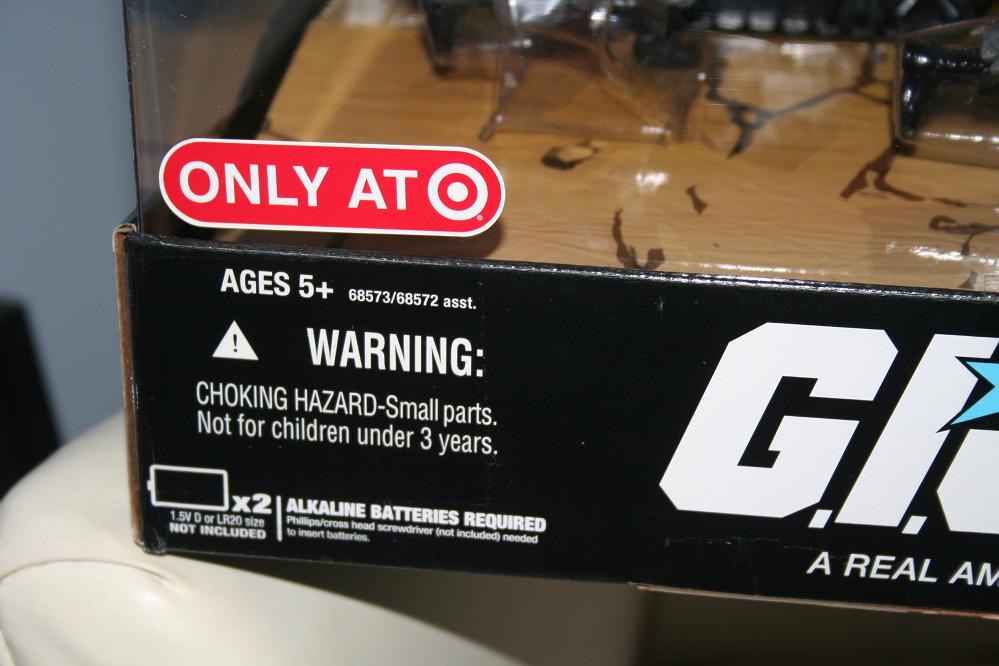 ONLY AT
®
AGES 5+ 68573/68572 asst.
WARNING:
CHOKING HAZARD-Small parts.
Not for children under 3 years.
x2
1.5V D or LR20 size
NOT INCLUDED
ALKALINE BATTERIES REQUIRED
Phillips/cross head screwdriver (not included) needed
to insert batteries.
G.I.
A REAL AM